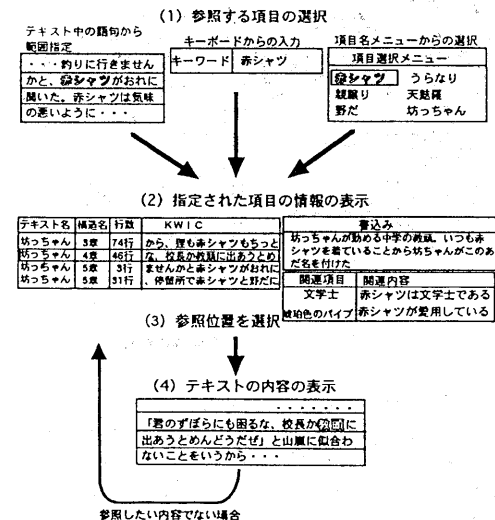 (1) 参照する項目の選択
テキスト中の語句から
範囲指定
キーボードからの入力
項目名メニューからの選択
・・・釣りに行きません
かと、赤シャツがおれに
聞いた。赤シャツは気味
の悪いように・・・
キーワード 赤シャツ
項目選択メニュー
赤シャツ うらなり
親譲り 天麩羅
野だ 坊っちゃん
(2) 指定された項目の情報の表示
テキスト名 構造名 行数 KWIC
坊っちゃん 3章 74行 から、狸も赤シャツもちっと
坊っちゃん 4章 46行 な、校長か教頭に出あうとめ
坊っちゃん 5章 3行 ませんかと赤シャツがおれに
坊っちゃん 5章 31行 、停留所で赤シャツと野だに
書込み
坊っちゃんが勤める中学の教頭。いつも赤
シャツを着ていることから坊ちゃんがこのあ
だ名を付けた
関連項目 関連内容
文学士 赤シャツは文学士である
琥珀色のパイプ 赤シャツが愛用している
(3) 参照位置を選択
(4) テキストの内容の表示
・・・・・・・
「君のずぼらにも困るな、校長か教頭に
出あうとめんどうだぜ」と山嵐に似合わ
ないことをいうから・・・
参照したい内容でない場合